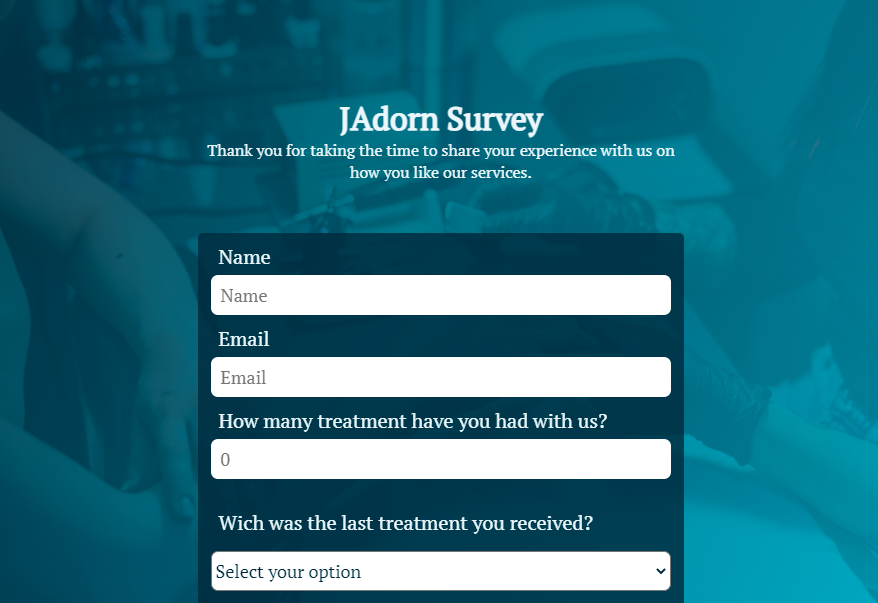 JAdorn Survey
Thank you for taking the time to share your experience with us on
how you like our services.
Name
Name
Email
Email
How many treatment have you had with us?
0
Wich was the last treatment you received?
Select your option